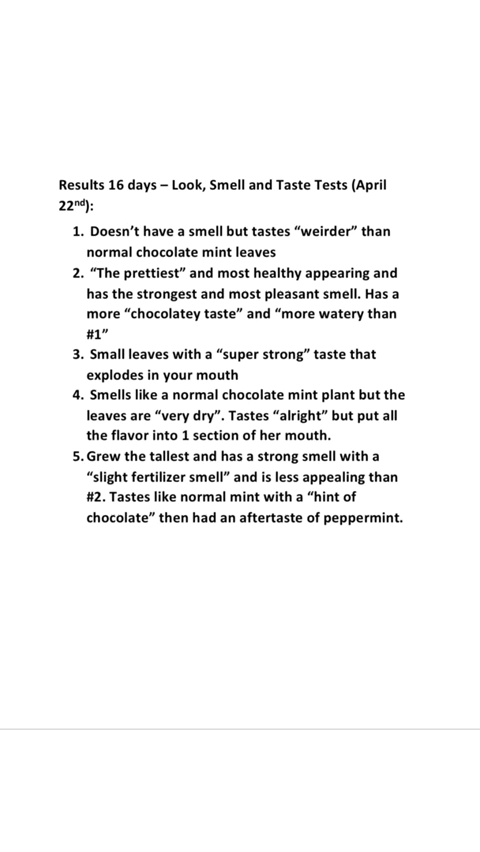 Results 16 days – Look, Smell and Taste Tests (April
22nd):
1. Doesn’t have a smell but tastes “weirder” than
normal chocolate mint leaves
2. “The prettiest” and most healthy appearing and
has the strongest and most pleasant smell. Has a
more “chocolatey taste” and “more watery than
#1”
3. Small leaves with a “super strong” taste that
explodes in your mouth
4. Smells like a normal chocolate mint plant but the
leaves are “very dry”. Tastes “alright” but put all
the flavor into 1 section of her mouth.
5. Grew the tallest and has a strong smell with a
“slight fertilizer smell” and is less appealing than
#2. Tastes like normal mint with a “hint of
chocolate” then had an aftertaste of peppermint.